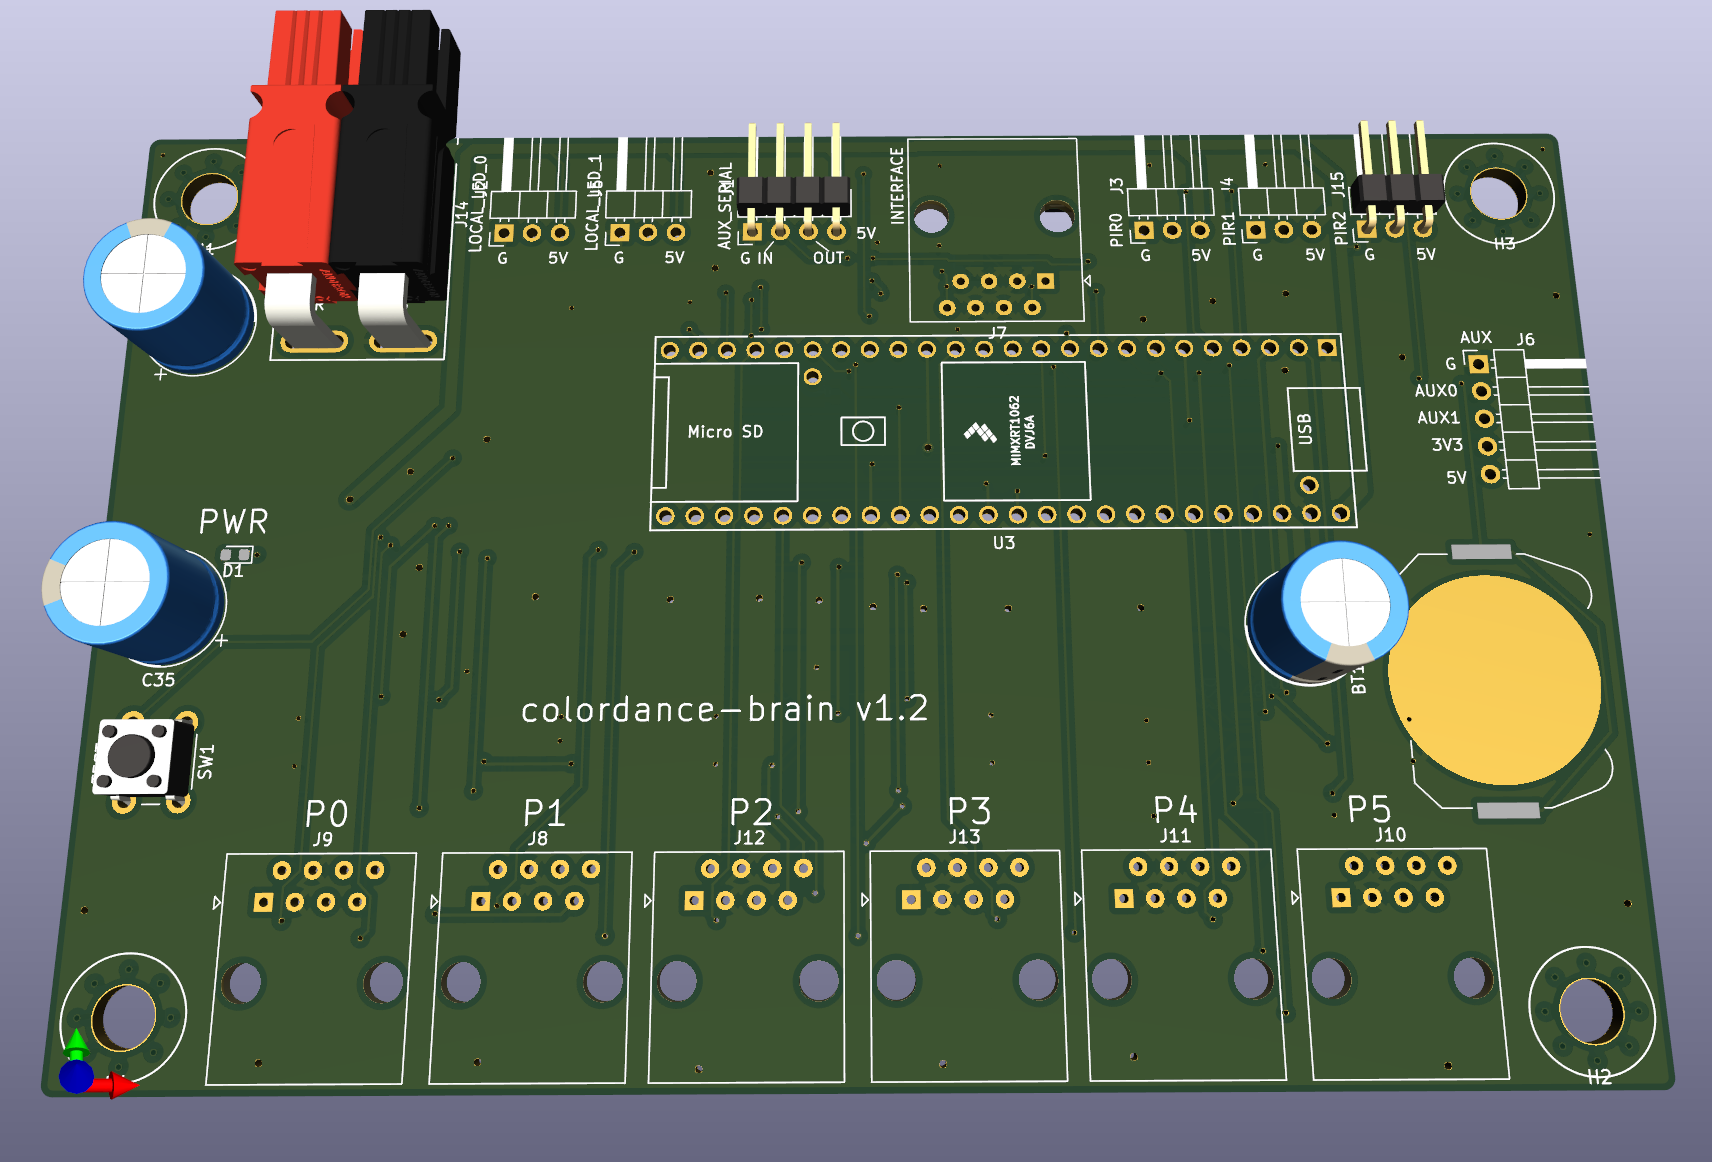 J14
LOCAL_LED_0
G
5V
LOCAL_LED_1
G
5V
AUX_SERIAL
G IN
OUT
5V
INTERFACE
J7
J3
PIR0
G
5V
J4
PIR1
G
5V
J15
PIR2
G
5V
H3
AUX
J6
G
AUX0
AUX1
3V3
5V
Micro SD
MIMXRT1062
DVJ6A
USB
U3
PWR
D1
C35
BT1
SW1
colordance-brain v1.2
P0
J9
P1
J8
P2
J12
P3
J13
P4
J11
P5
J10
H2